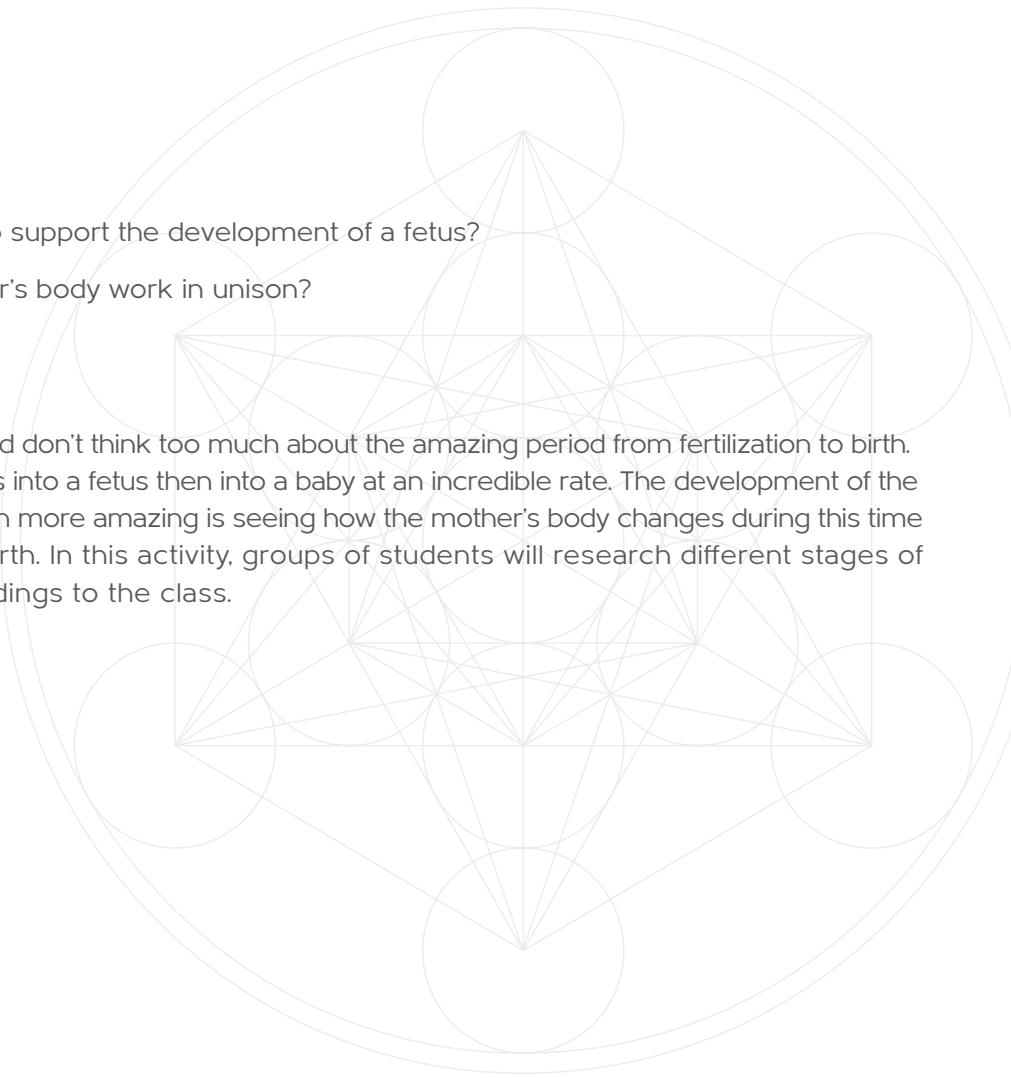 support the development of a fetus?
r’s body work in unison?
d don’t think too much about the amazing period from fertilization to birth.
s into a fetus then into a baby at an incredible rate. The development of the
n more amazing is seeing how the mother’s body changes during this time
rth. In this activity, groups of students will research different stages of
dings to the class.